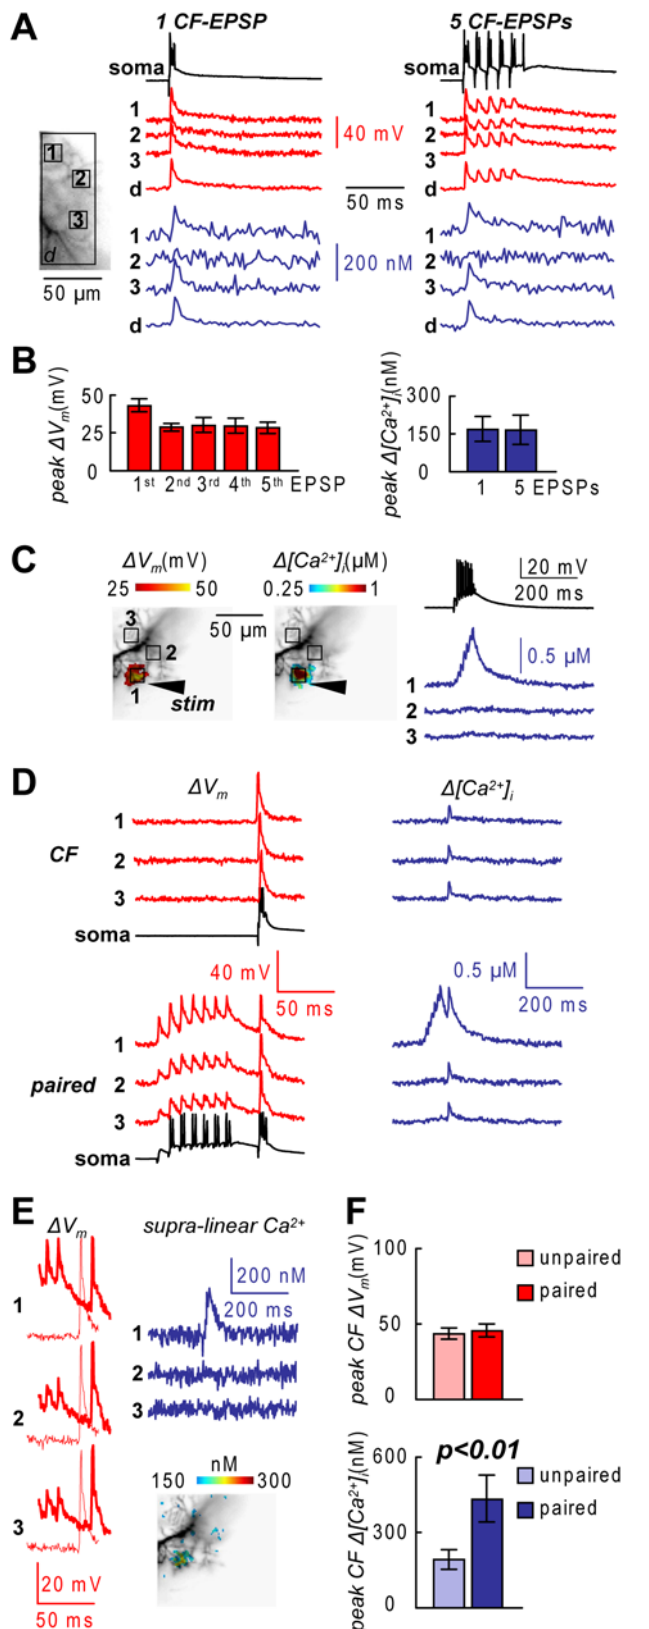 A
1 CF-EPSP
5 CF-EPSPs
soma
soma
1
2
3
d
1
2
3
d
40 mV
50 ms
1
2
3
d
50 µm
1
2
3
d
200 nM
1
2
3
d
B
peak ΔVm(mV)
50
25
0
1st 2nd 3rd 4th 5th EPSP
peak Δ[Ca2+]i(nM)
300
150
0
1 5 EPSPs
C
ΔVm(mV)
25 50
Δ[Ca2+]i(µM)
0.25 1
50 µm
3
2
1
stim
20 mV
200 ms
0.5 µM
1
2
3
D
ΔVm
Δ[Ca2+]i
CF
1
2
3
soma
40 mV
50 ms
0.5 µM
200 ms
paired
1
2
3
soma
E
ΔVm
supra-linear Ca2+
1
2
3
20 mV
50 ms
200 nM
200 ms
1
2
3
nM
150 300
F
peak CF ΔVm(mV)
100
50
0
unpaired
paired
peak CF Δ[Ca2+]i(nM)
600
300
0
p<0.01
unpaired
paired